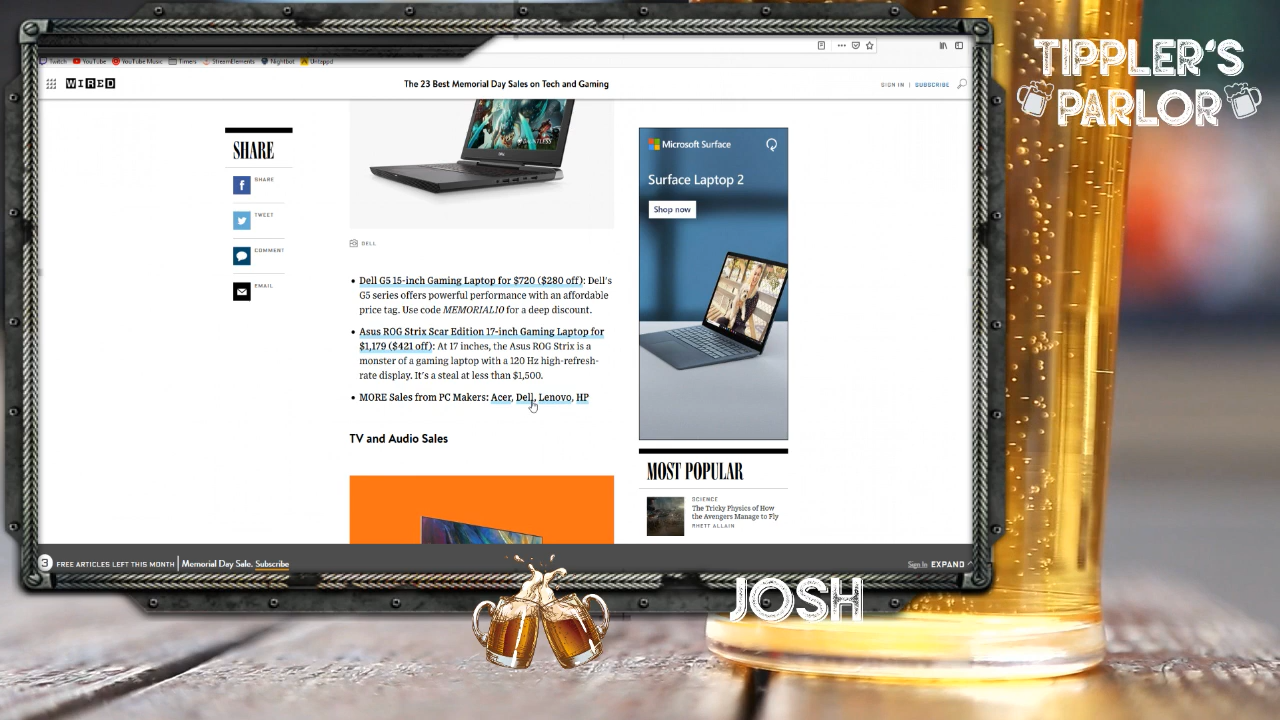 TIPPLER'S
PARLOR
Twitch YouTube YouTube Music Timers StreamElements Nightbot Untappd
WIRED
The 23 Best Memorial Day Sales on Tech and Gaming
SIGN IN | SUBSCRIBE
SHARE
SHARE
TWEET
COMMENT
EMAIL
DAUNTLESS
DELL
• Dell G5 15-inch Gaming Laptop for $720 ($280 off): Dell's
G5 series offers powerful performance with an affordable
price tag. Use code MEMORIAL10 for a deep discount.
• Asus ROG Strix Scar Edition 17-inch Gaming Laptop for
$1,179 ($421 off): At 17 inches, the Asus ROG Strix is a
monster of a gaming laptop with a 120 Hz high-refresh-
rate display. It's a steal at less than $1,500.
• MORE Sales from PC Makers: Acer, Dell, Lenovo, HP
TV and Audio Sales
Microsoft Surface
Surface Laptop 2
Shop now
MOST POPULAR
SCIENCE
The Tricky Physics of How
the Avengers Manage to Fly
RHETT ALLAIN
3 FREE ARTICLES LEFT THIS MONTH | Memorial Day Sale. Subscribe
Sign In EXPAND
JOSH